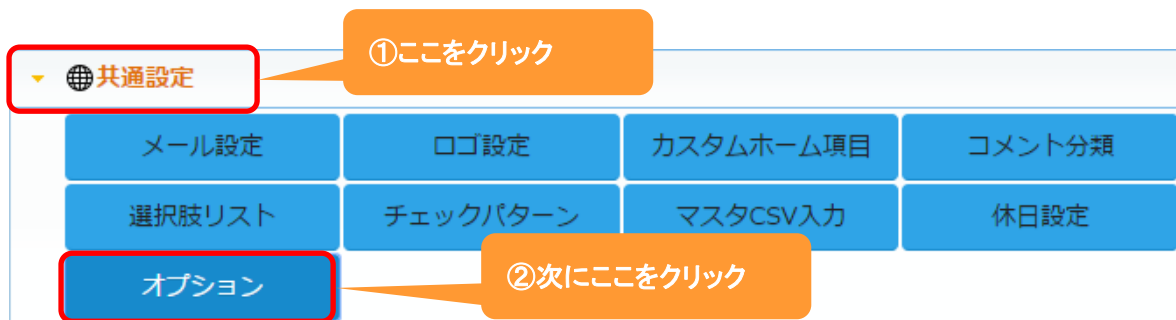 ①ここをクリック
共通設定
メール設定 ロゴ設定 カスタムホーム項目 コメント分類
選択肢リスト チェックパターン マスタCSV入力 休日設定
オプション ②次にここをクリック